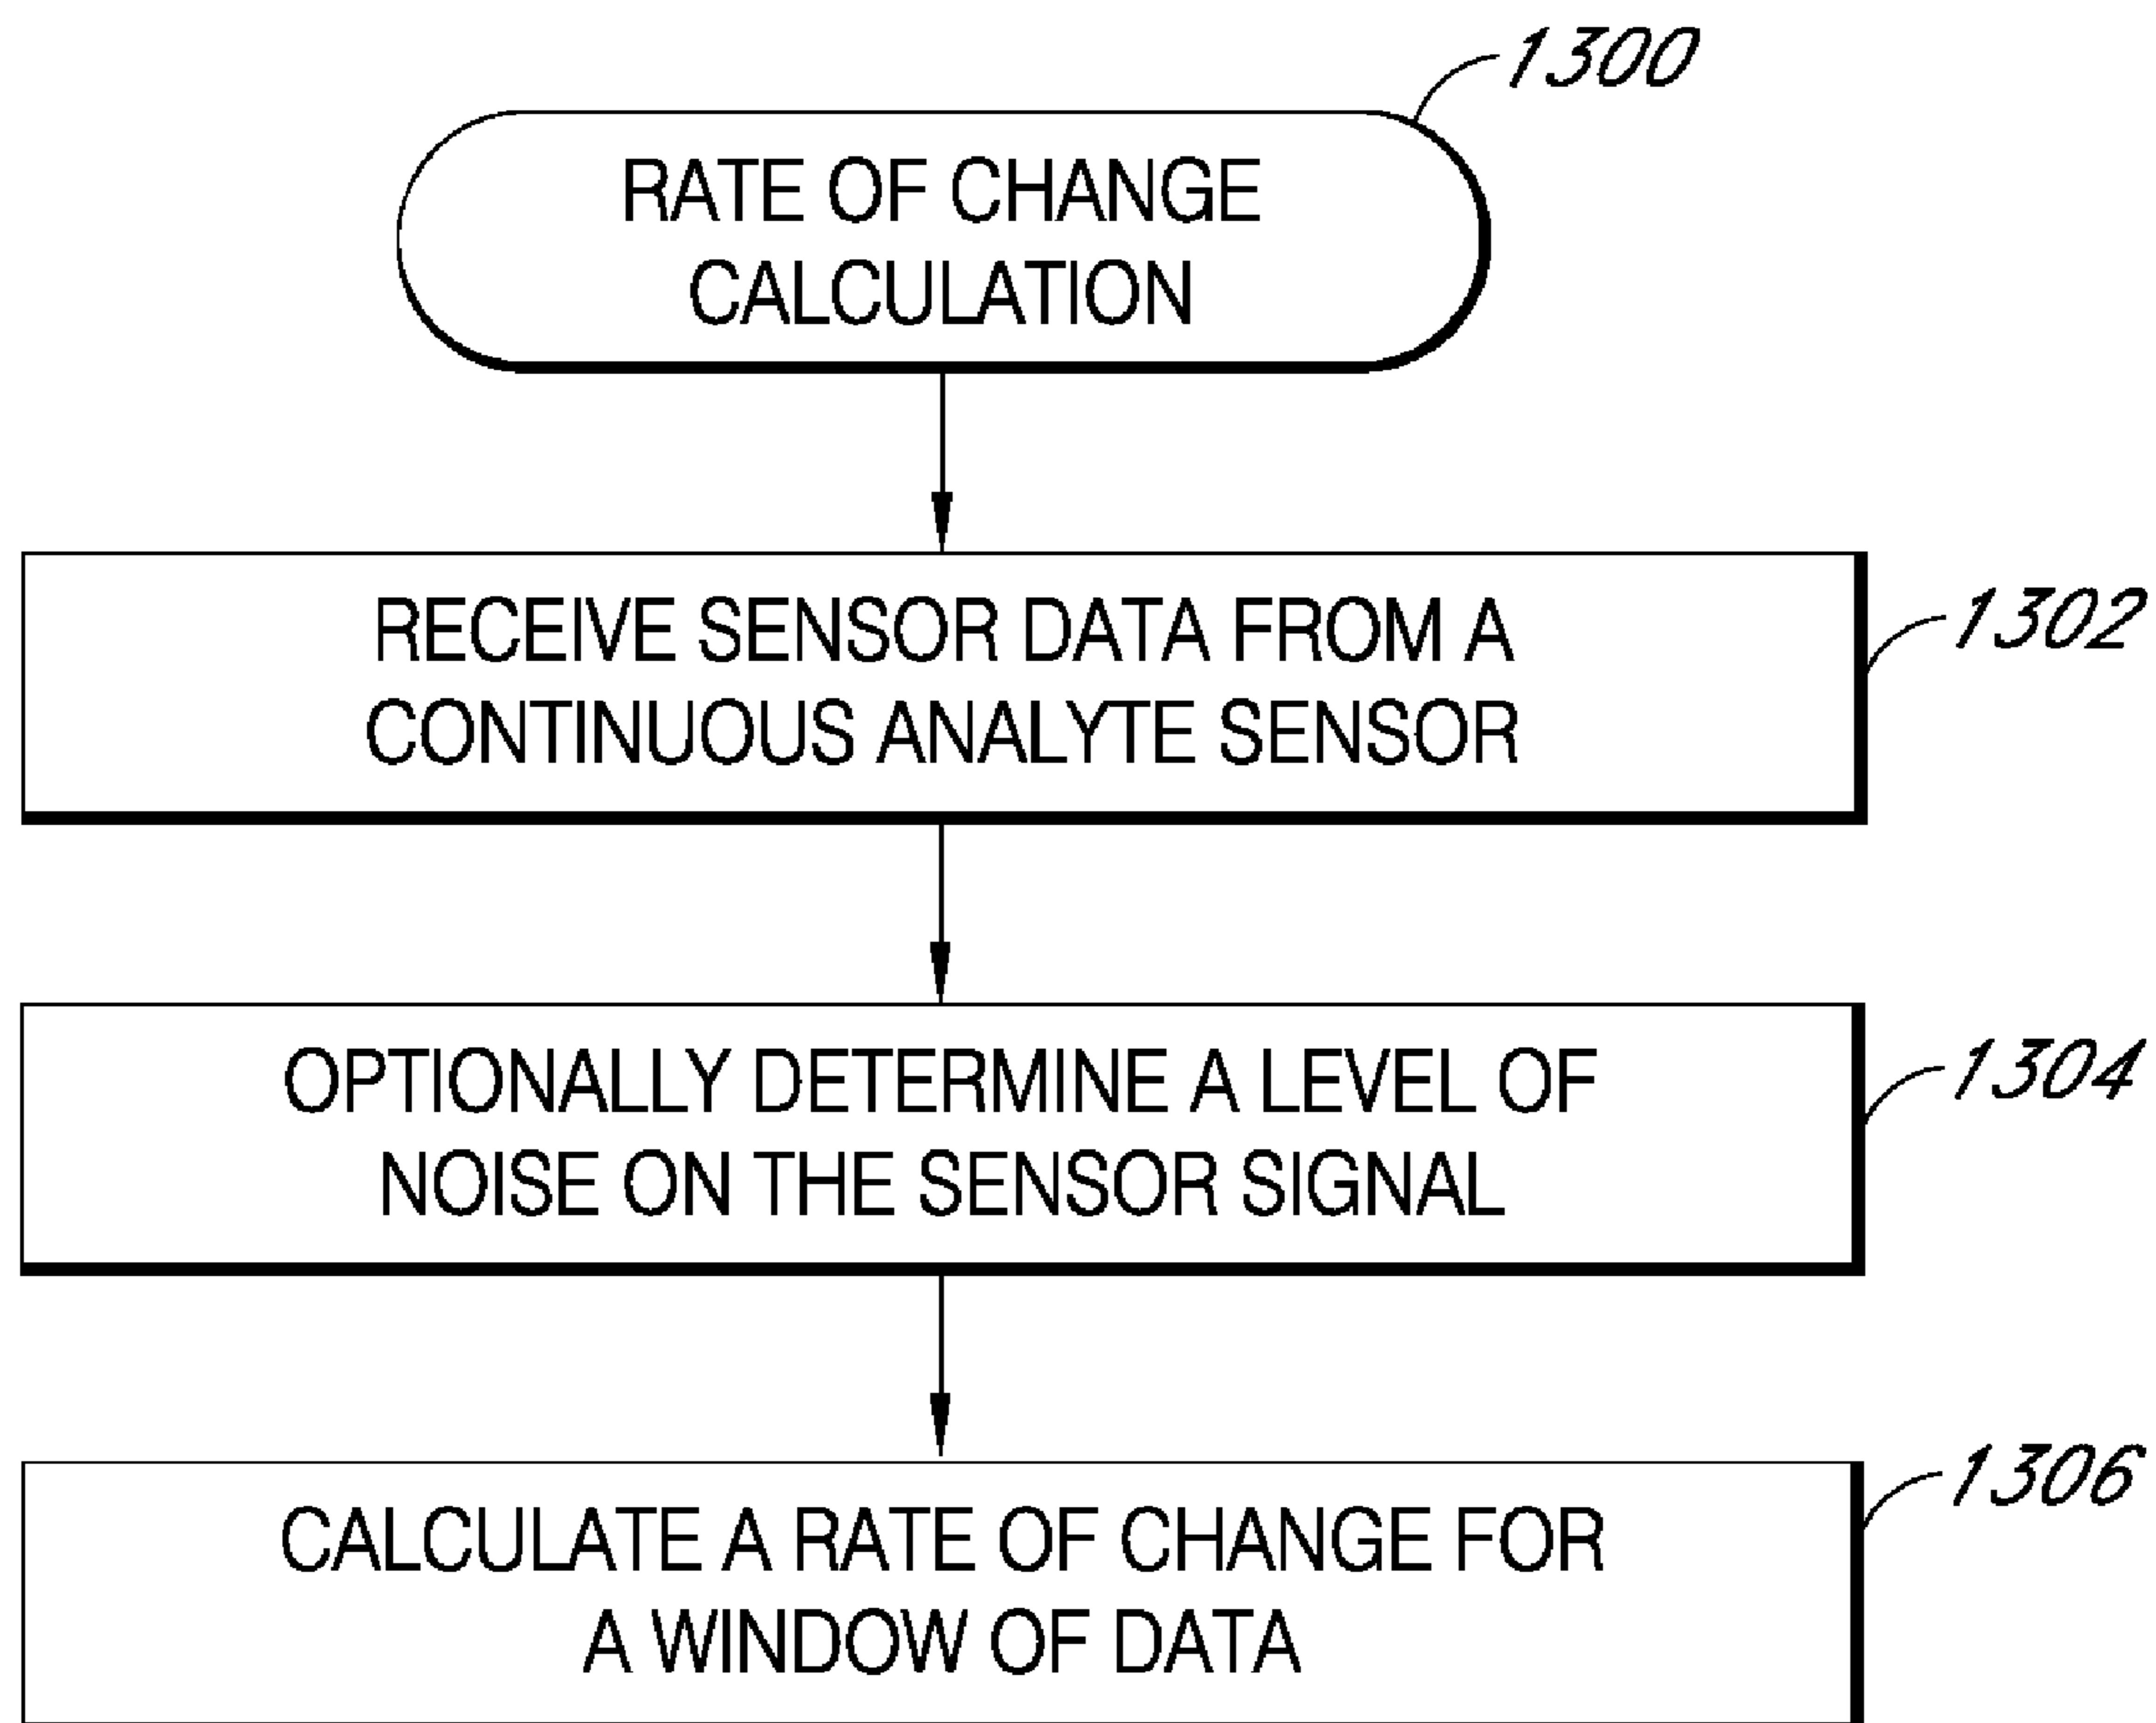 1300
RATE OF CHANGE
CALCULATION
RECEIVE SENSOR DATA FROM A
CONTINUOUS ANALYTE SENSOR
1302
OPTIONALLY DETERMINE A LEVEL OF
NOISE ON THE SENSOR SIGNAL
1304
CALCULATE A RATE OF CHANGE FOR
A WINDOW OF DATA
1306